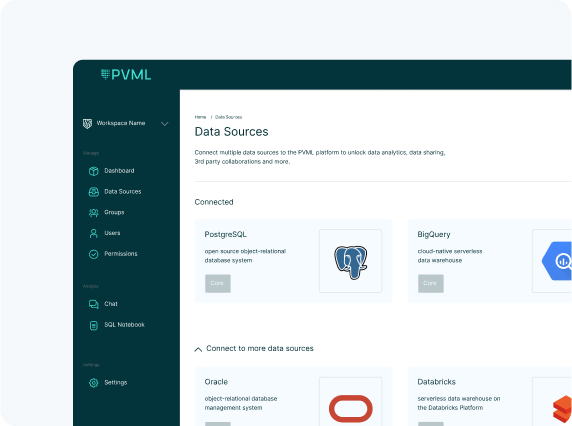 PVML
Workspace Name
Manage
Dashboard
Data Sources
Groups
Users
Permissions
Analyze
Chat
SQL Notebook
Settings
Settings
Home / Data Sources
Data Sources
Connect multiple data sources to the PVML platform to unlock data analytics, data sharing,
3rd party collaborations and more.
Connected
PostgreSQL
open source object-relational
database system
Core
BigQuery
cloud-native serverless
data warehouse
Core
Connect to more data sources
Oracle
object-relational database
management system
Databricks
serverless data warehouse on
the Databricks Platform